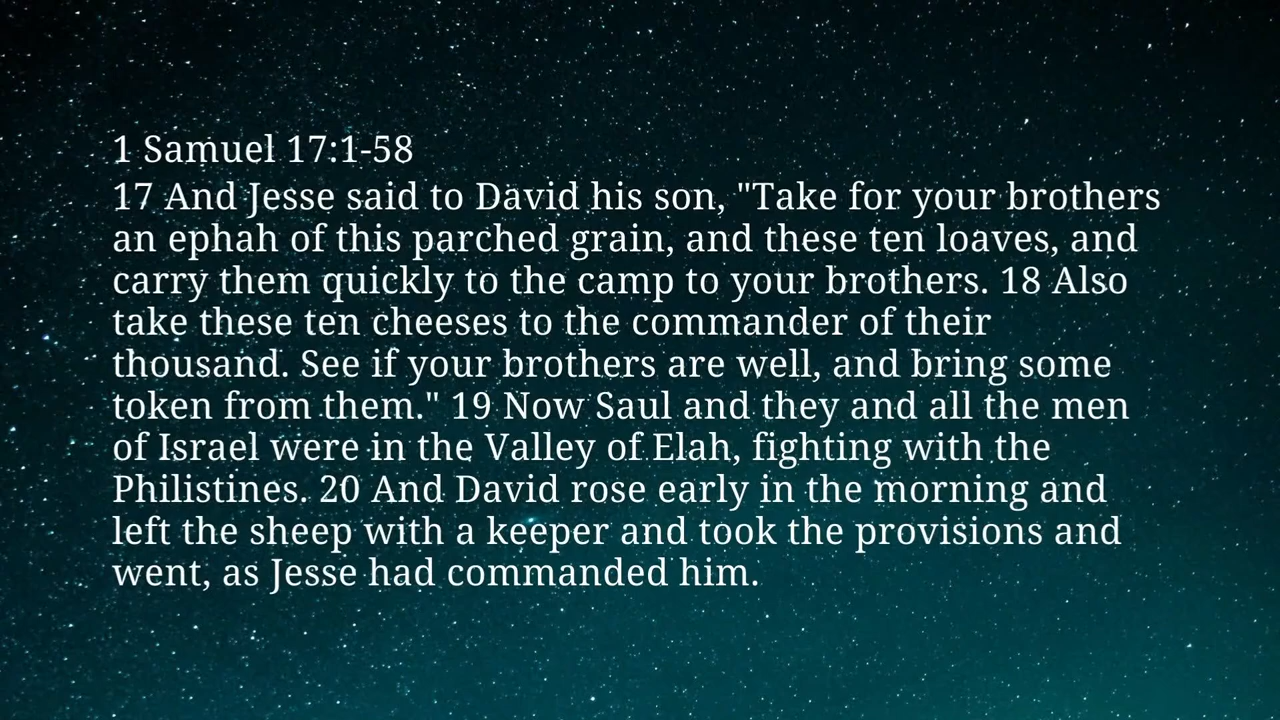 1 Samuel 17:1-58
17 And Jesse said to David his son, "Take for your brothers
an ephah of this parched grain, and these ten loaves, and
carry them quickly to the camp to your brothers. 18 Also
take these ten cheeses to the commander of their
thousand. See if your brothers are well, and bring some
token from them." 19 Now Saul and they and all the men
of Israel were in the Valley of Elah, fighting with the
Philistines. 20 And David rose early in the morning and
left the sheep with a keeper and took the provisions and
went, as Jesse had commanded him.